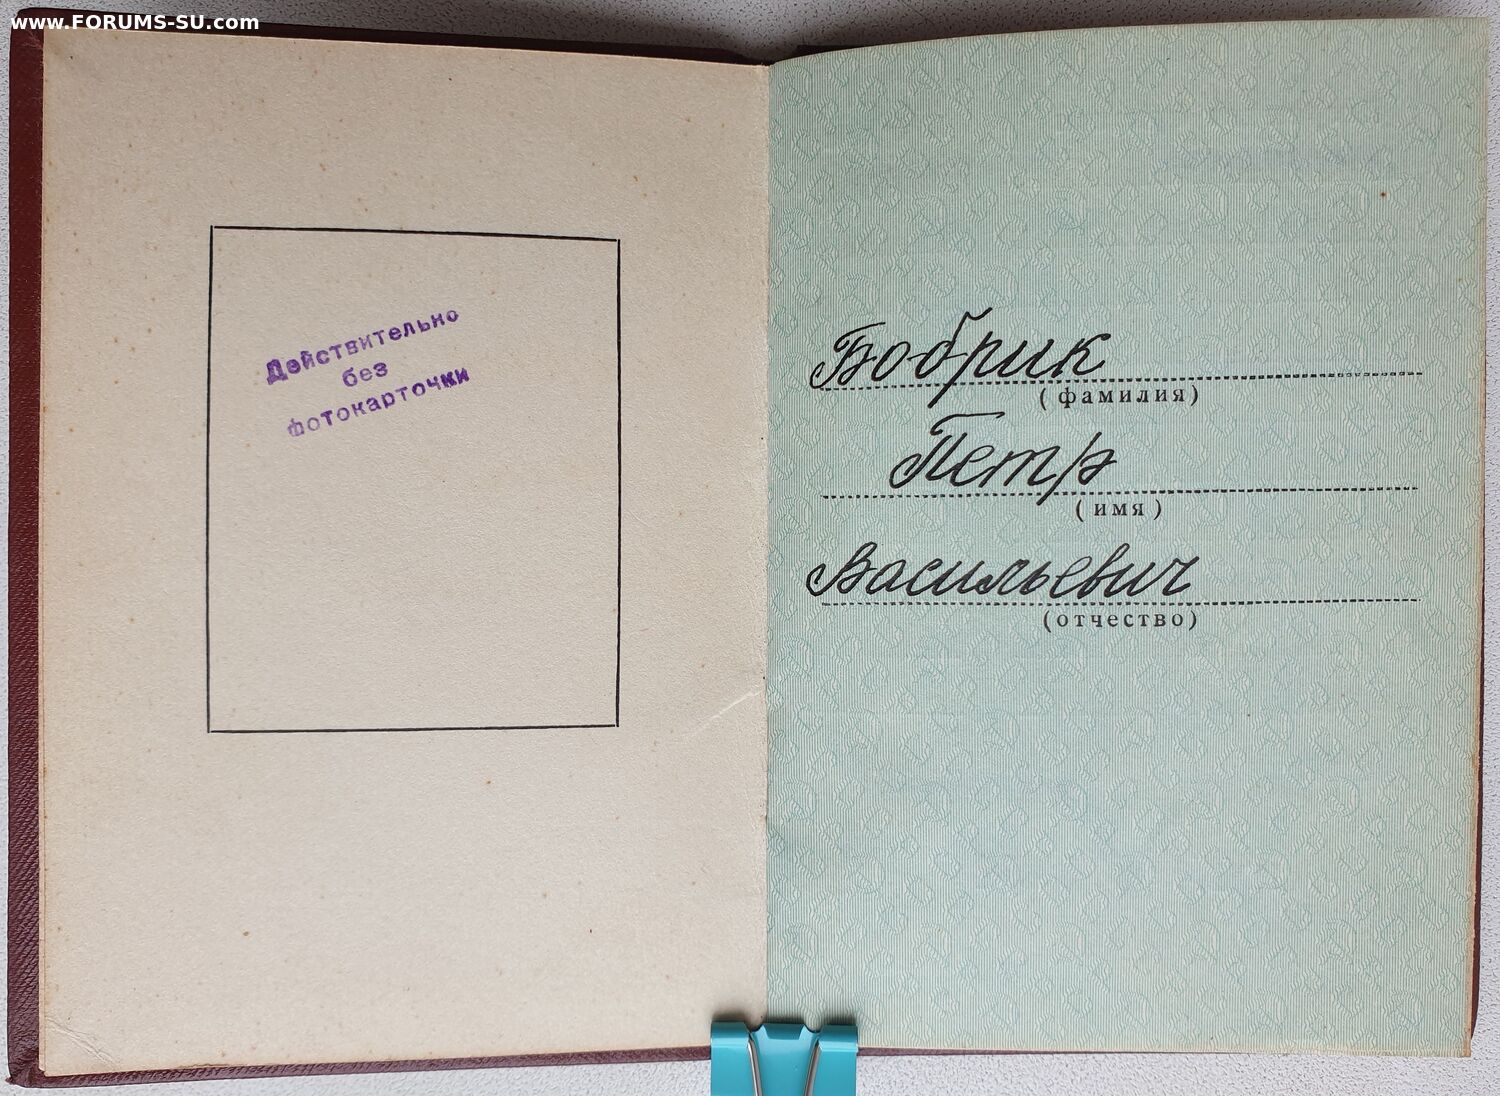 www.FORUMS-SU.com
Действительно
без
фотокарточки
Бобрик
(фамилия)
Петр
(имя)
Васильевич
(отчество)